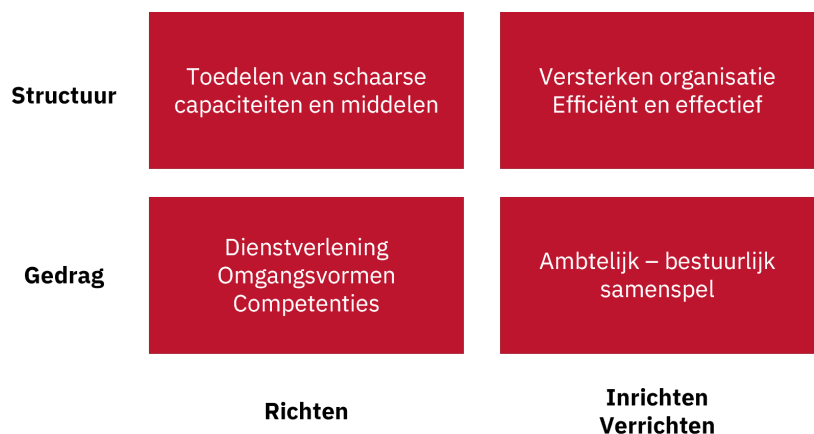 Structuur
Toedelen van schaarse
capaciteiten en middelen
Versterken organisatie
Efficiënt en effectief
Gedrag
Dienstverlening
Omgangsvormen
Competenties
Ambtelijk – bestuurlijk
samenspel
Richten
Inrichten
Verrichten